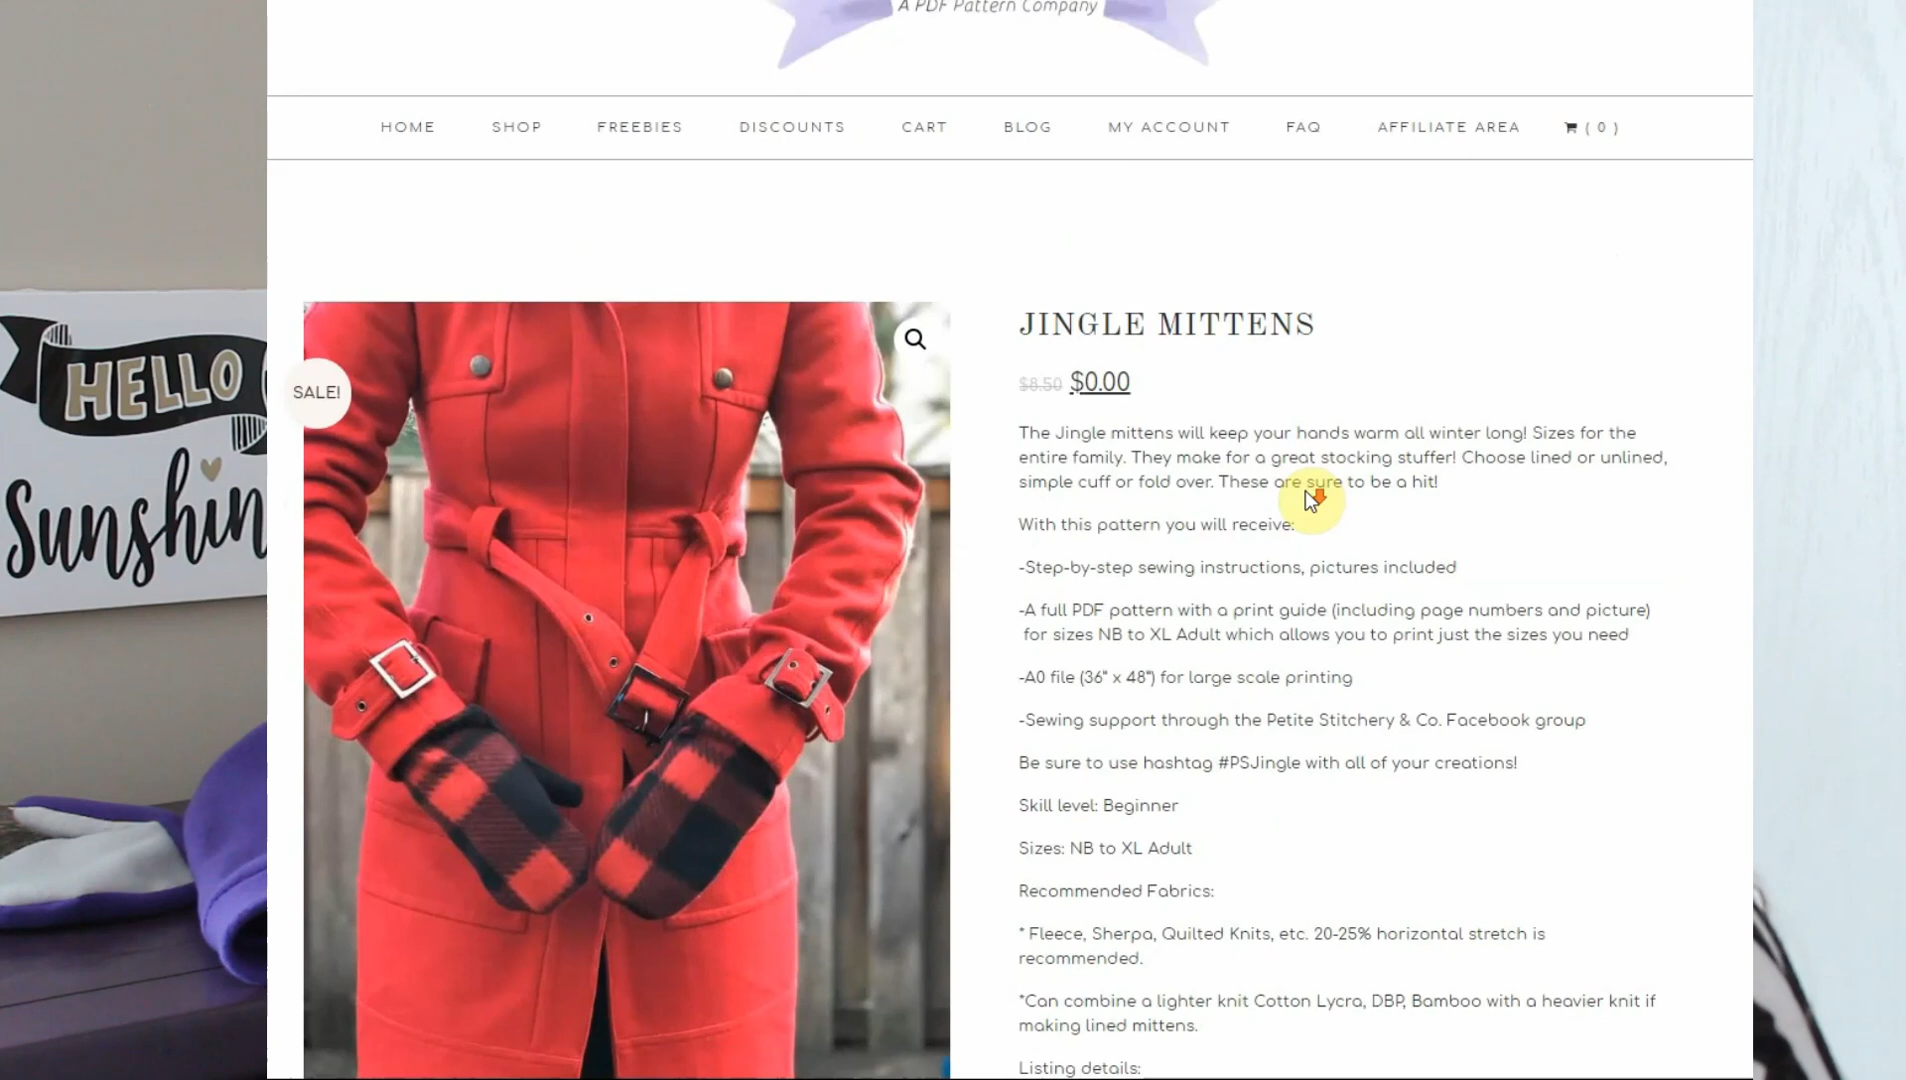 A PDF Pattern Company
HOME SHOP FREEBIES DISCOUNTS CART BLOG MY ACCOUNT FAQ AFFILIATE AREA ( 0 )
SALE!
HELLO
JINGLE MITTENS
$8.50 $0.00
The Jingle mittens will keep your hands warm all winter long! Sizes for the
entire family. They make for a great stocking stuffer! Choose lined or unlined,
simple cuff or fold over. These are sure to be a hit!
With this pattern you will receive:
-Step-by-step sewing instructions, pictures included
-A full PDF pattern with a print guide (including page numbers and picture)
for sizes NB to XL Adult which allows you to print just the sizes you need
-A0 file (36" x 48") for large scale printing
-Sewing support through the Petite Stitchery & Co. Facebook group
Be sure to use hashtag #PSJingle with all of your creations!
Skill level: Beginner
Sizes: NB to XL Adult
Recommended Fabrics:
* Fleece, Sherpa, Quilted Knits, etc. 20-25% horizontal stretch is
recommended.
*Can combine a lighter knit Cotton Lycra, DBP, Bamboo with a heavier knit if
making lined mittens.
Listing details:
Sunshin